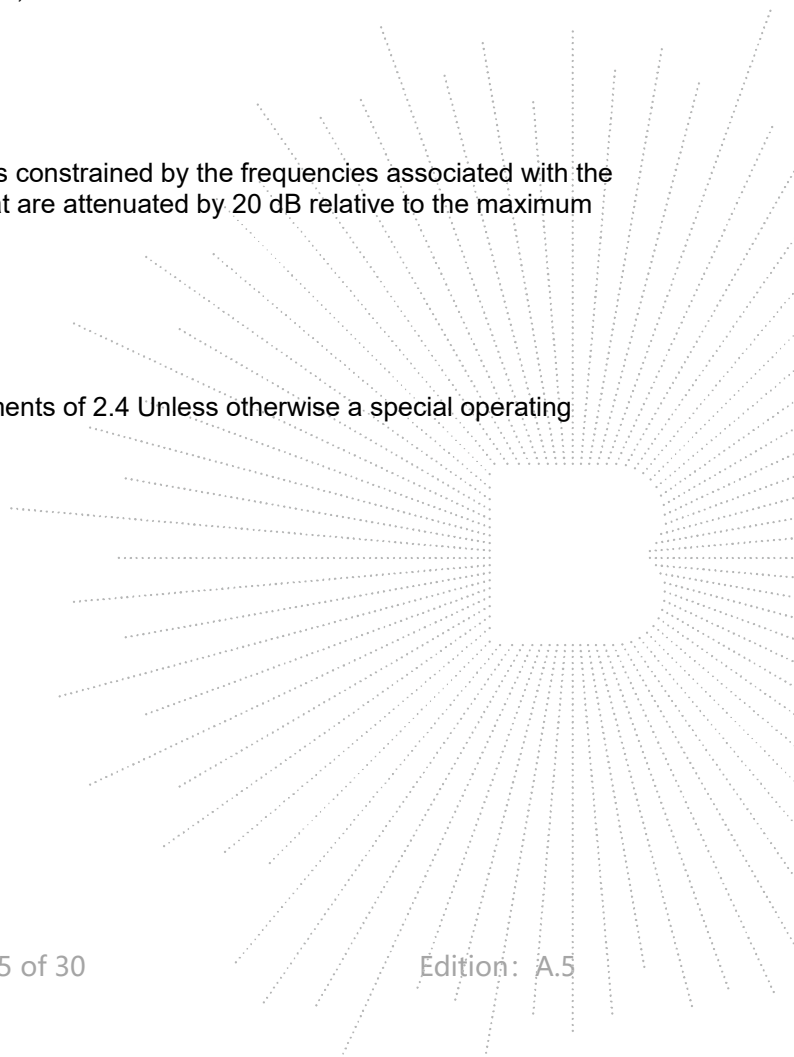 s constrained by the frequencies associated with the
t are attenuated by 20 dB relative to the maximum
ments of 2.4 Unless otherwise a special operating
5 of 30 Edition: A.5